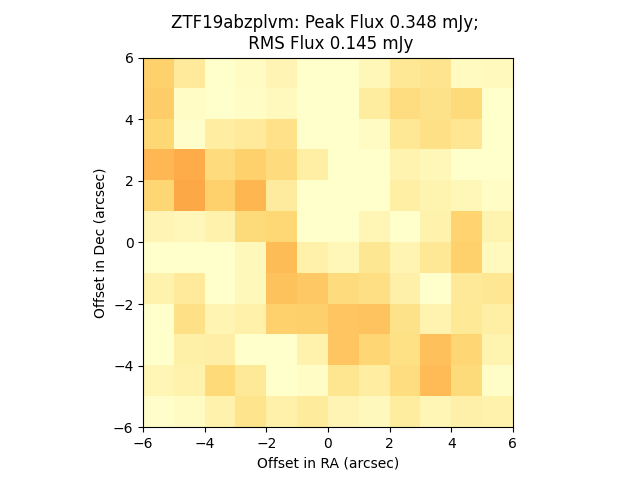 ZTF19abzplvm: Peak Flux 0.348 mJy;
RMS Flux 0.145 mJy
6
4
2
0
−2
−4
−6
Offset in Dec (arcsec)
−6 −4 −2 0 2 4 6
Offset in RA (arcsec)